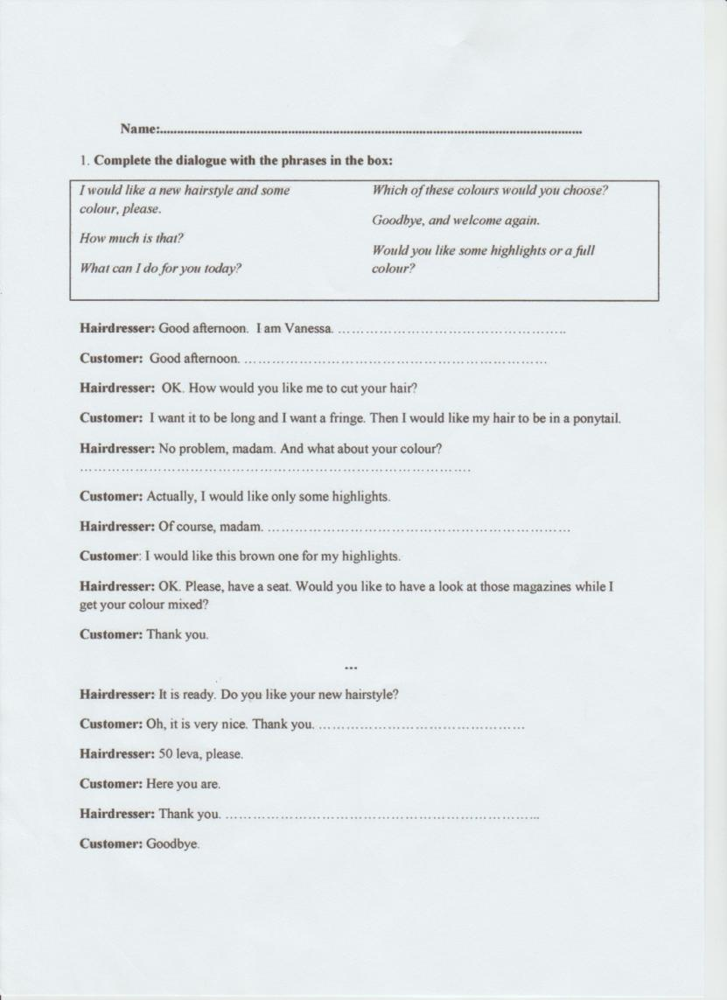 Name:................................................................
1. Complete the dialogue with the phrases in the box:
I would like a new hairstyle and some
colour, please.
How much is that?
What can I do for you today?
Which of these colours would you choose?
Goodbye, and welcome again.
Would you like some highlights or a full
colour?
Hairdresser: Good afternoon. I am Vanessa. ………………………………………….
Customer: Good afternoon. …………………………………………………………
Hairdresser: OK. How would you like me to cut your hair?
Customer: I want it to be long and I want a fringe. Then I would like my hair to be in a ponytail.
Hairdresser: No problem, madam. And what about your colour?
………………………………………………………………………….
Customer: Actually, I would like only some highlights.
Hairdresser: Of course, madam. …………………………………………………………
Customer: I would like this brown one for my highlights.
Hairdresser: OK. Please, have a seat. Would you like to have a look at those magazines while I
get your colour mixed?
Customer: Thank you.
...
Hairdresser: It is ready. Do you like your new hairstyle?
Customer: Oh, it is very nice. Thank you. ………………………………………
Hairdresser: 50 leva, please.
Customer: Here you are.
Hairdresser: Thank you. …………………………………………………………..
Customer: Goodbye.